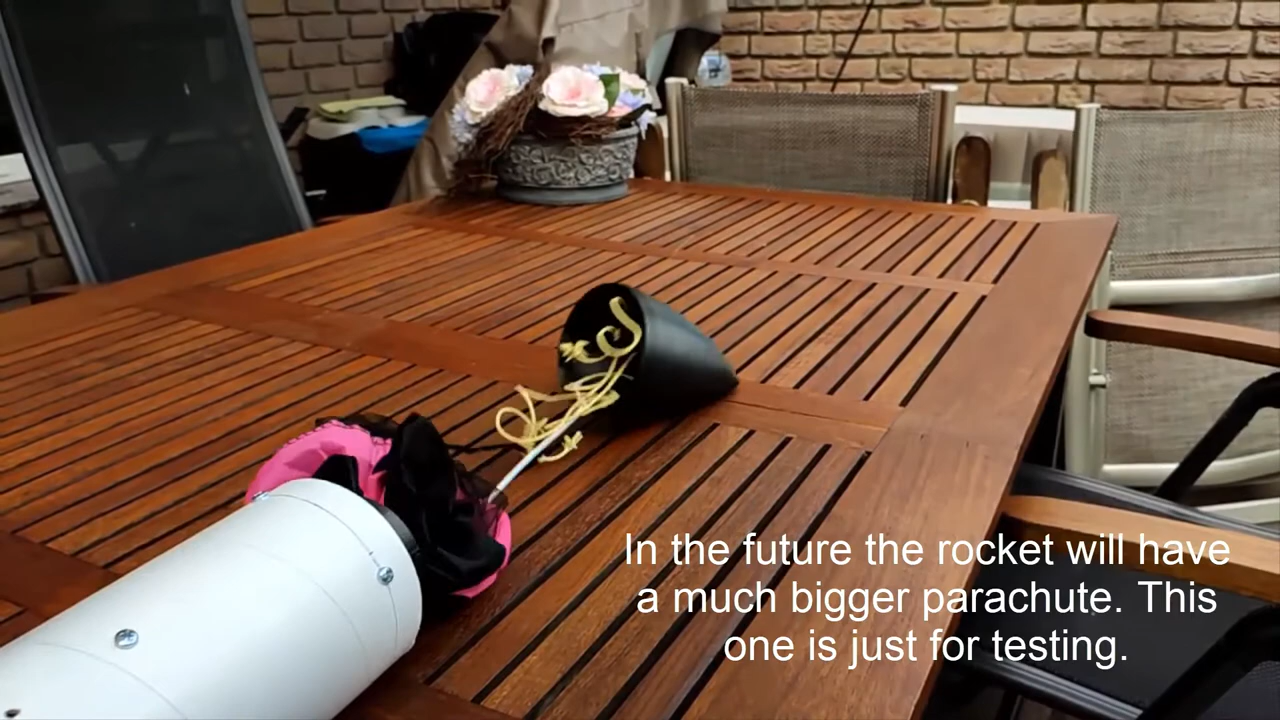 In the future the rocket will have
a much bigger parachute. This
one is just for testing.